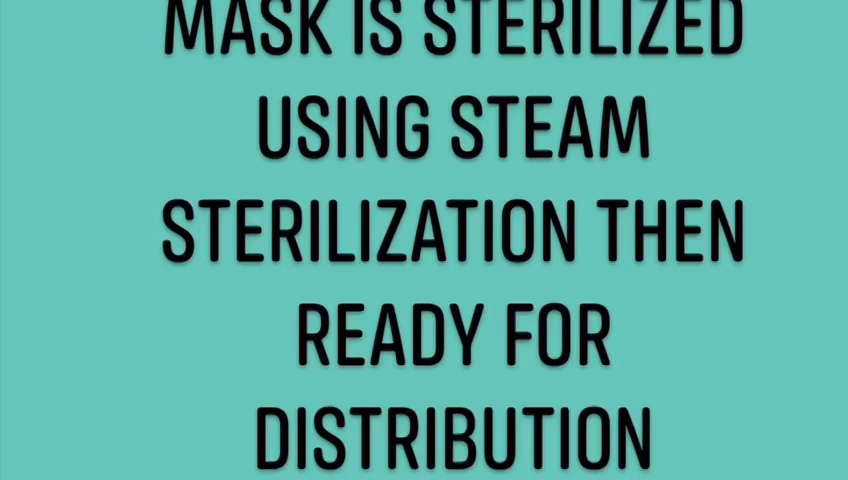 MASK IS STERILIZED
USING STEAM
STERILIZATION THEN
READY FOR
DISTRIBUTION